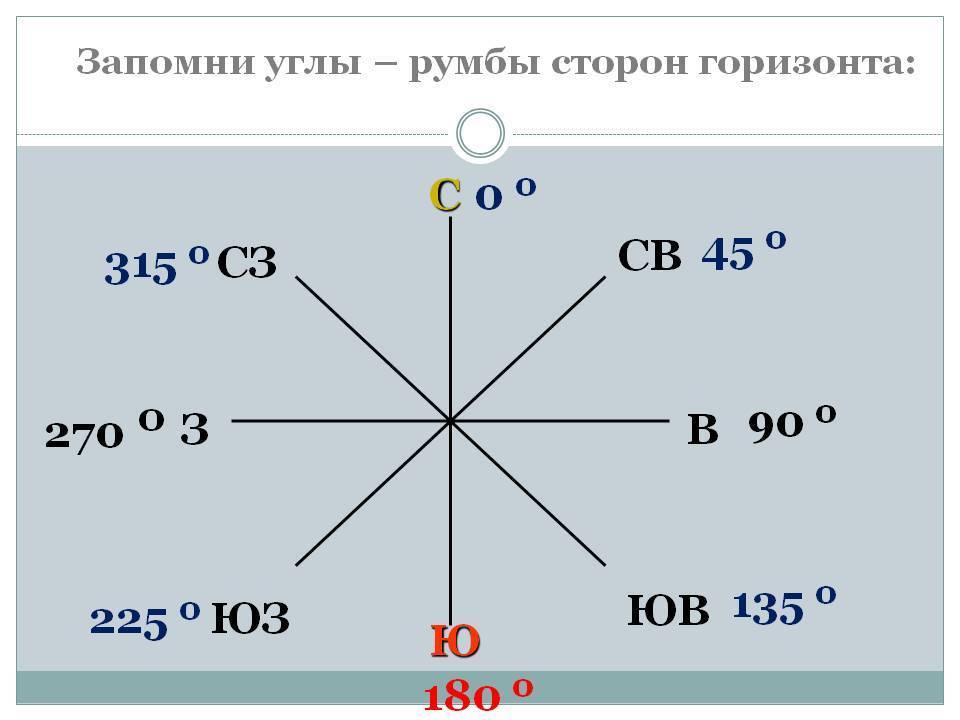 Запомни углы – румбы сторон горизонта:
С 0 º
315 º СЗ
СВ 45 º
270 º З
В 90 º
225 º ЮЗ
ЮВ 135 º
Ю
180 º